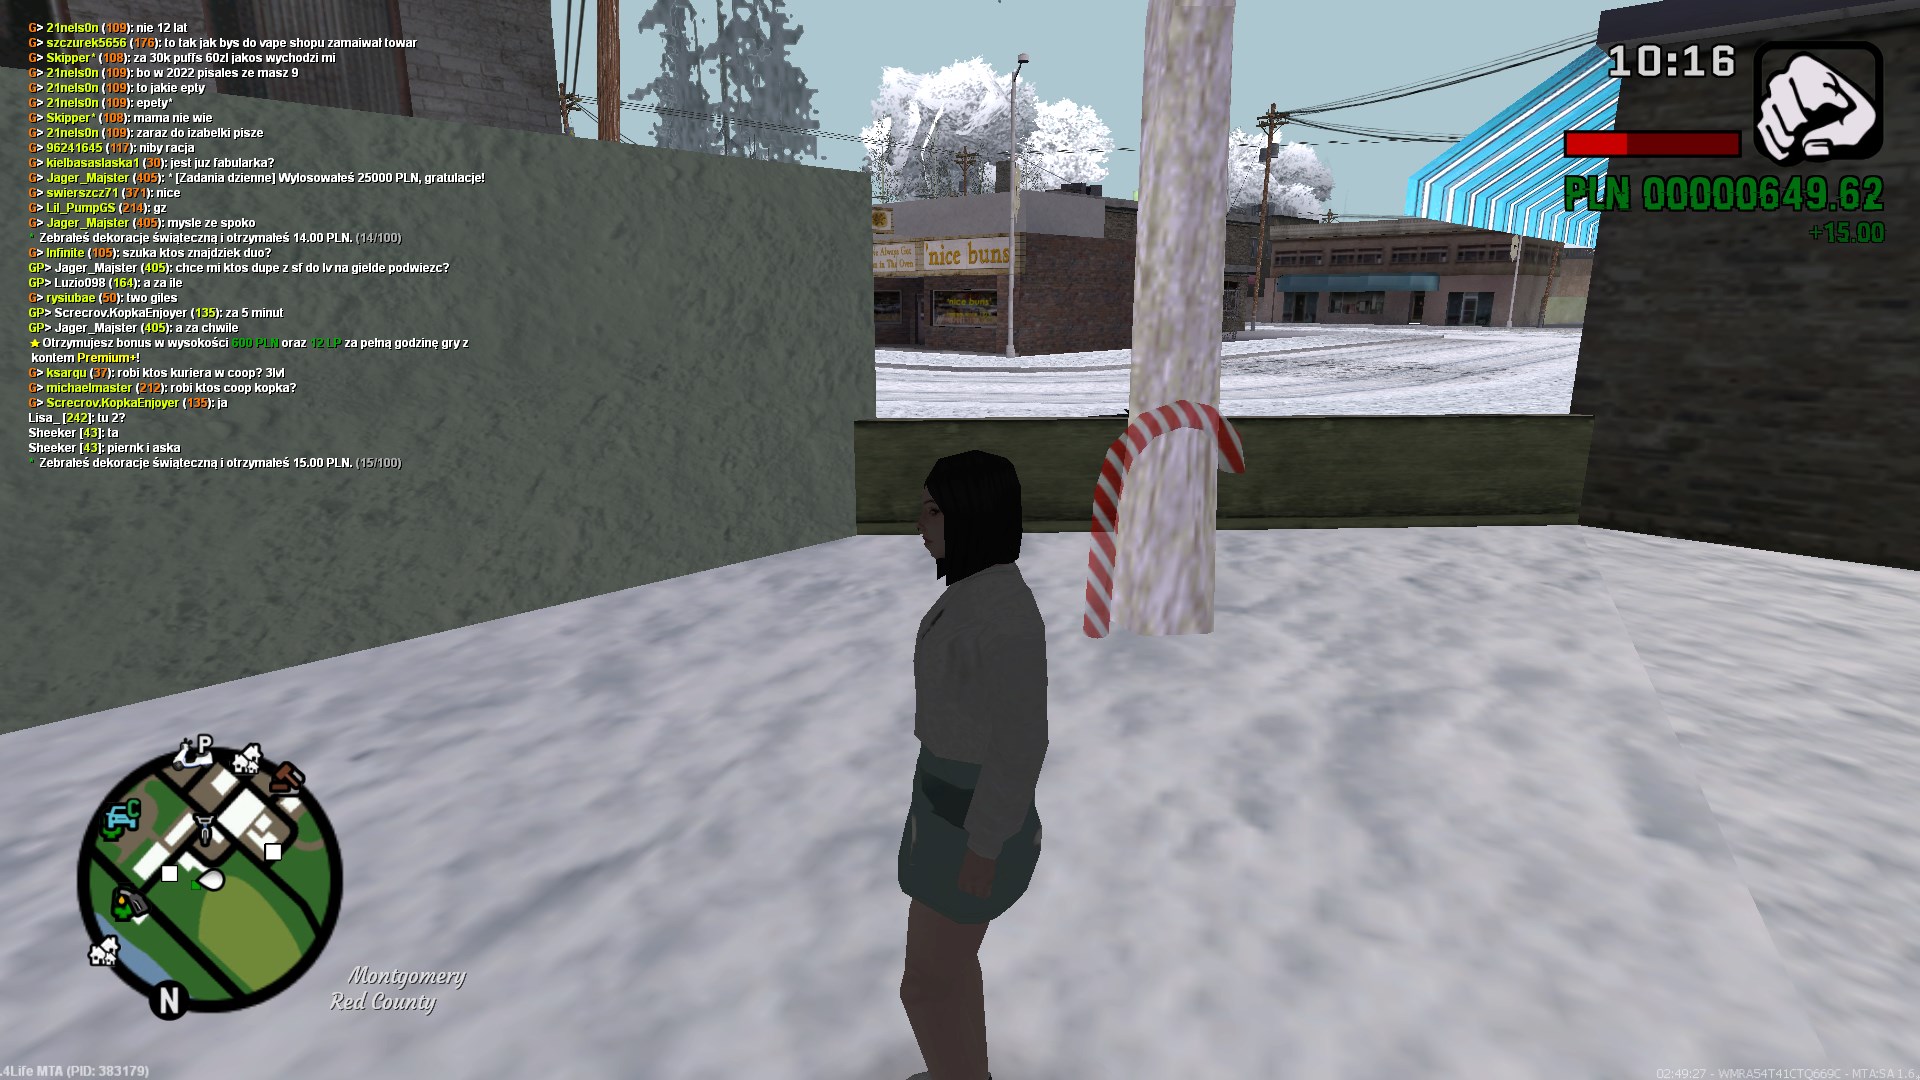 G> 21nels0n (109): nie 12 lat
G> szczurek5656 (176): to tak jak bys do vape shopu zamaiwał towar
G> Skipper* (108): za 30k puffs 60zl jakos wychodzi mi
G> 21nels0n (109): bo w 2022 pisales ze masz 9
G> 21nels0n (109): to jakie epty
G> 21nels0n (109): epety*
G> Skipper* (108): mama nie wie
G> 21nels0n (109): zaraz do izabelki pisze
G> 96241645 (117): niby racja
G> kielbasaslaska1 (30): jest juz fabularka?
G> Jager_Majster (405): * [Zadania dzienne] Wylosowałeś 25000 PLN, gratulacje!
G> swierszcz71 (371): nice
G> Lil_PumpGS (214): gz
G> Jager_Majster (405): mysle ze spoko
* Zebrałeś dekoracje świąteczną i otrzymałeś 14.00 PLN. (14/100)
G> Infinite (105): szuka ktos znajdziek duo?
GP> Jager_Majster (405): chce mi ktos dupe z sf do lv na gielde podwiezc?
GP> Luzio098 (164): a za ile
G> rysiubae (50): two giles
GP> Screcrov.KopkaEnjoyer (135): za 5 minut
GP> Jager_Majster (405): a za chwile
★ Otrzymujesz bonus w wysokości 600 PLN oraz 12 LP za pełną godzinę gry z
kontem Premium+!
G> ksarqu (37): robi ktos kuriera w coop? 3lvl
G> michaelmaster (212): robi ktos coop kopka?
G> Screcrov.KopkaEnjoyer (135): ja
Lisa_ [242]: tu 2?
Sheeker [43]: ta
Sheeker [43]: piernk i aska
* Zebrałeś dekoracje świąteczną i otrzymałeś 15.00 PLN. (15/100)
10:16
PLN 00000649.62
+15.00
'nice buns'
'nice buns'
P
C
N
Montgomery
Red County
.4Life MTA (PID: 383179)
02:49:27 - WMRA54T41CTQ669C - MTA:SA 1.6